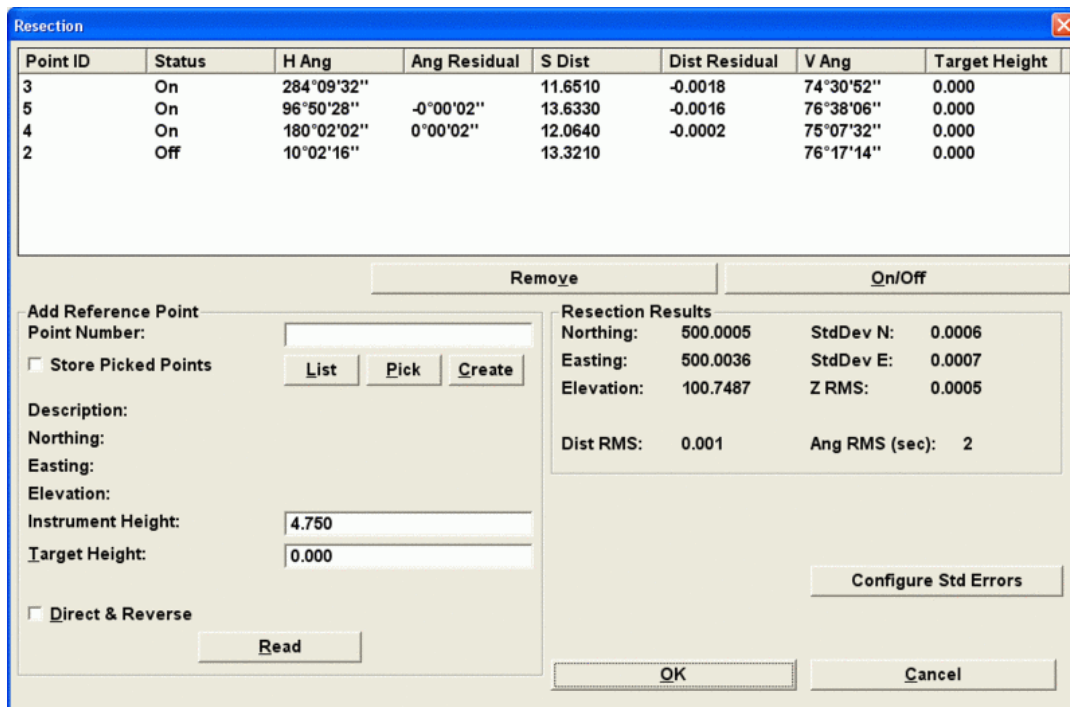 Resection
Point ID Status H Ang Ang Residual S Dist Dist Residual V Ang Target Height
3 On 284°09'32'' 11.6510 -0.0018 74°30'52'' 0.000
5 On 96°50'28'' -0°00'02'' 13.6330 -0.0016 76°38'06'' 0.000
4 On 180°02'02'' 0°00'02'' 12.0640 -0.0002 75°07'32'' 0.000
2 Off 10°02'16'' 13.3210 76°17'14'' 0.000
Remove On/Off
Add Reference Point
Point Number:
Store Picked Points List Pick Create
Description:
Northing:
Easting:
Elevation:
Instrument Height: 4.750
Target Height: 0.000
Direct & Reverse
Read
Resection Results
Northing: 500.0005 StdDev N: 0.0006
Easting: 500.0036 StdDev E: 0.0007
Elevation: 100.7487 Z RMS: 0.0005
Dist RMS: 0.001 Ang RMS (sec): 2
Configure Std Errors
OK Cancel